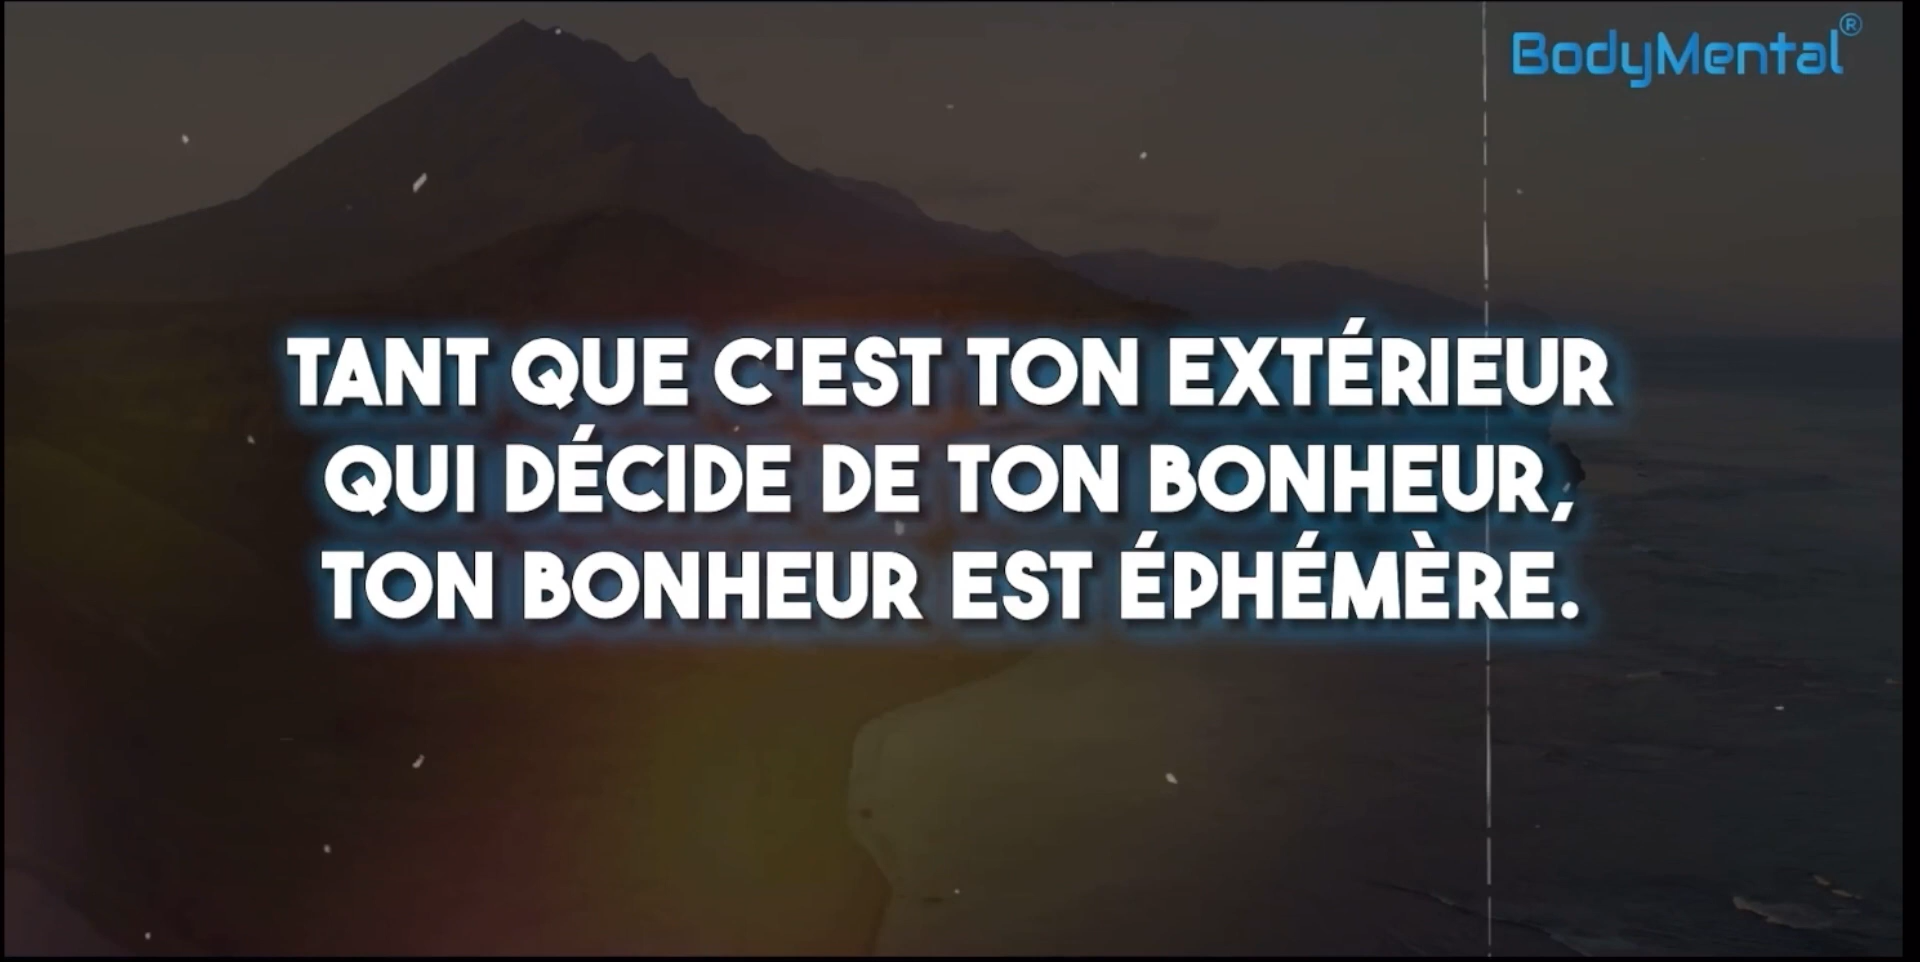 BodyMental®
TANT QUE C'EST TON EXTÉRIEUR
QUI DÉCIDE DE TON BONHEUR,
TON BONHEUR EST ÉPHÉMÈRE.